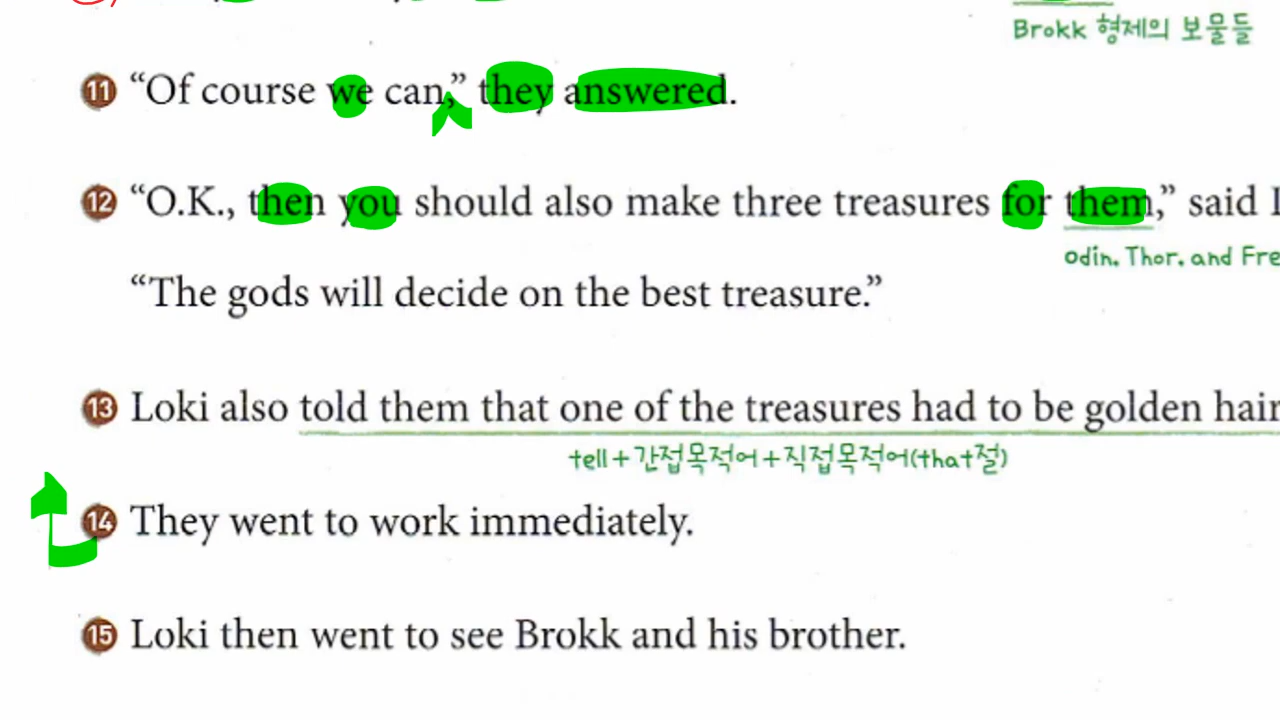 Brokk 형제의 보물들
11 “Of course we can,” they answered.
12 “O.K., then you should also make three treasures for them,” said
odin, Thor, and
“The gods will decide on the best treasure.”
13 Loki also told them that one of the treasures had to be golden hair
tell+간접목적어+직접목적어(that절)
14 They went to work immediately.
15 Loki then went to see Brokk and his brother.